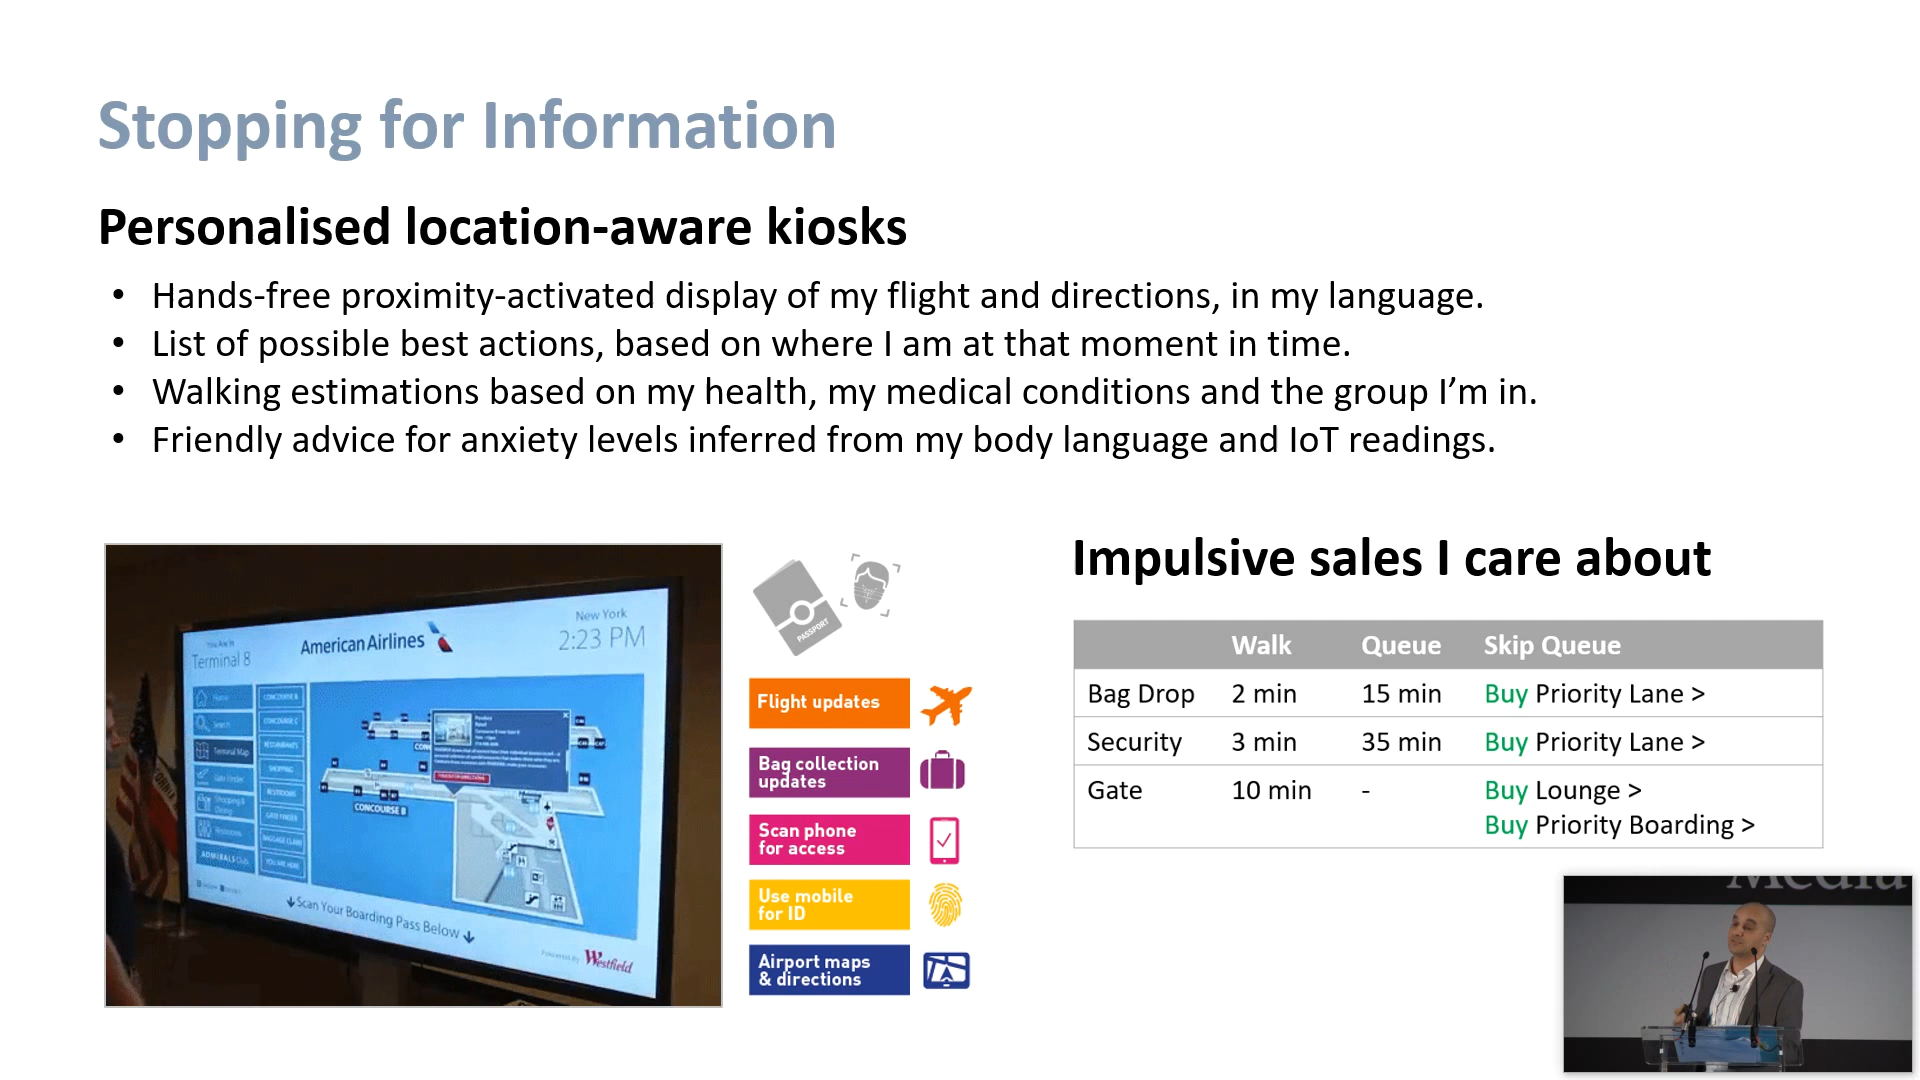 Stopping for Information
Personalised location-aware kiosks
• Hands-free proximity-activated display of my flight and directions, in my language.
• List of possible best actions, based on where I am at that moment in time.
• Walking estimations based on my health, my medical conditions and the group I’m in.
• Friendly advice for anxiety levels inferred from my body language and IoT readings.
You Are In
Terminal 8
American Airlines
New York
2:23 PM
Home
Search
Terminal Map
Gate Finder
Shopping &
Dining
Restrooms
ADMIRALS Club
CONCOURSE B
CONCOURSE C
RESTAURANTS
SHOPPING
RESTROOMS
GATE FINDER
BAGGAGE CLAIM
YOU ARE HERE
CONCOURSE B
↓ Scan Your Boarding Pass Below ↓
Powered By Westfield
PASSPORT
Flight updates
Bag collection
updates
Scan phone
for access
Use mobile
for ID
Airport maps
& directions
Impulsive sales I care about
Walk Queue Skip Queue
Bag Drop 2 min 15 min Buy Priority Lane >
Security 3 min 35 min Buy Priority Lane >
Gate 10 min - Buy Lounge >
Buy Priority Boarding >
Media